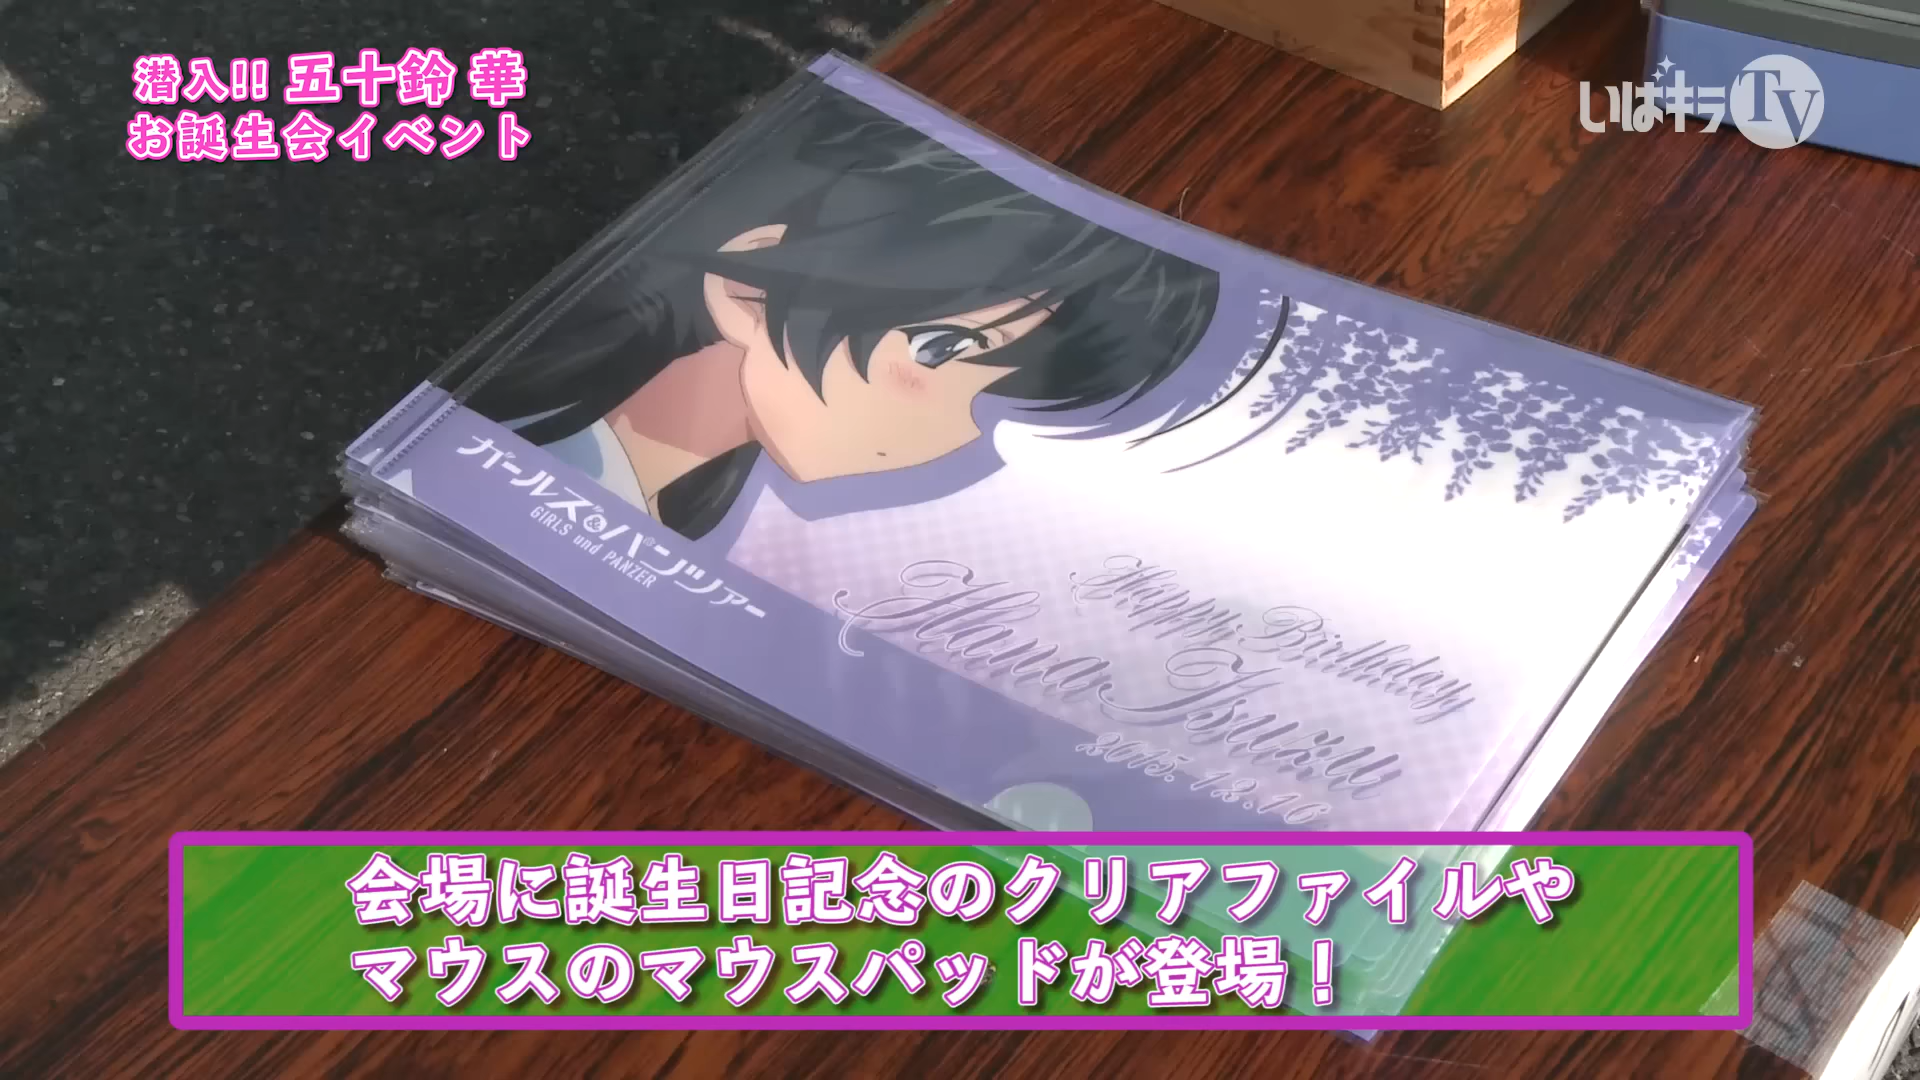 潜入!! 五十鈴 華
お誕生会イベント
いばキラTV
ガールズ&パンツァー
GIRLS und PANZER
Happy Birthday
Hana Isuzu
2015.12.16
会場に誕生日記念のクリアファイルや
マウスのマウスパッドが登場!